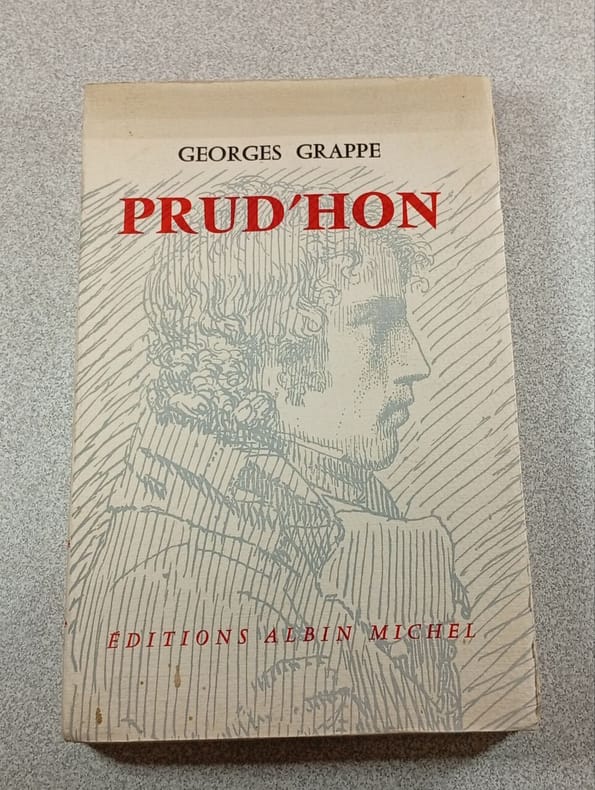 GEORGES GRAPPE
PRUD'HON
ÉDITIONS ALBIN MICHEL